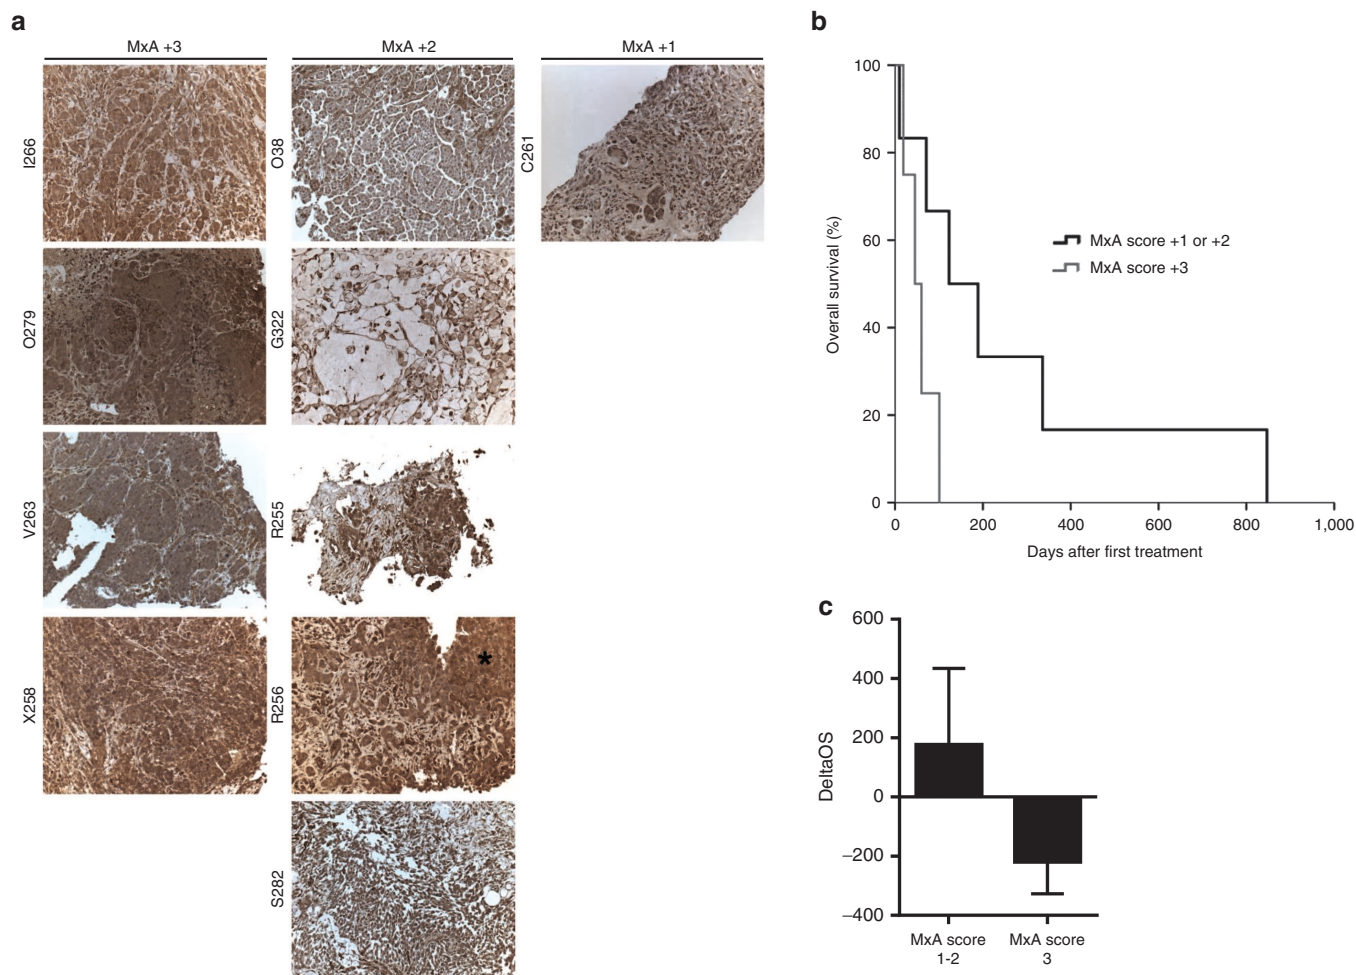 a
MxA +3
MxA +2
MxA +1
I266
O38
C261
O279
G322
V263
R255
X258
R256
*
S282
b
100
80
60
40
20
0
Overall survival (%)
MxA score +1 or +2
MxA score +3
0 200 400 600 800 1,000
Days after first treatment
c
600
400
200
0
−200
−400
DeltaOS
MxA score
1-2
MxA score
3